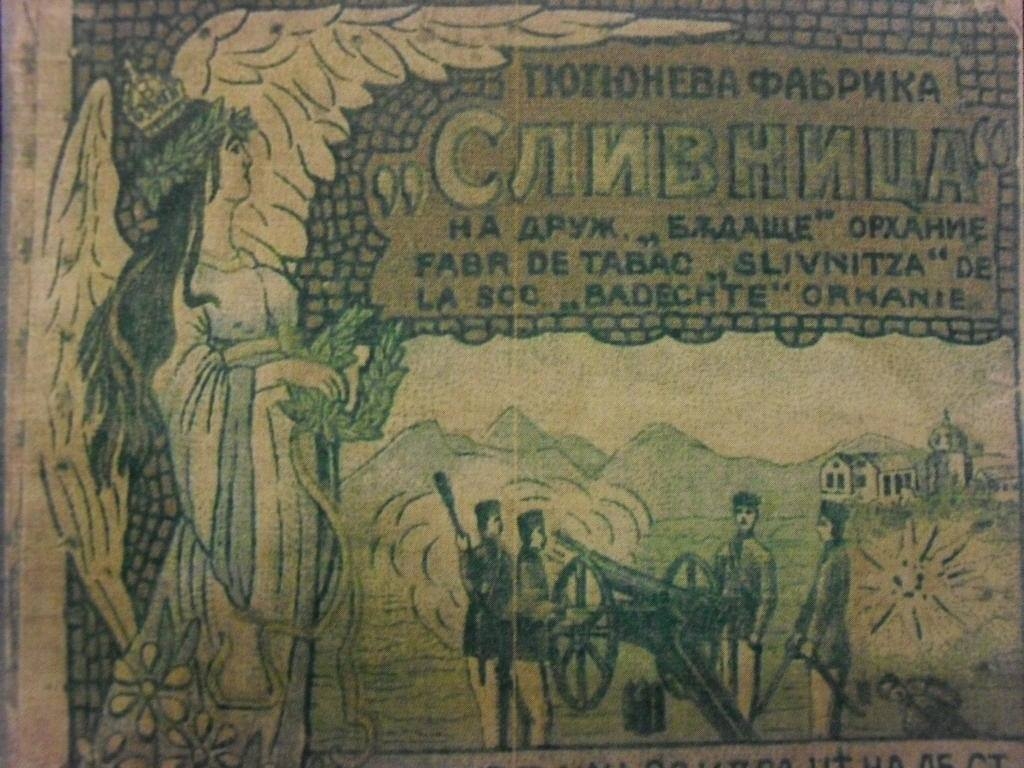 ТЮТЮНЕВА ФАБРИКА
„СЛИВНИЦА“
НА ДРУЖ. „БѪДАЩЕ“ ОРХАНИЕ
FABR DE TABAC „SLIVNITZA“ DE
LA SOC. „BADECHTE“ ORHANIE